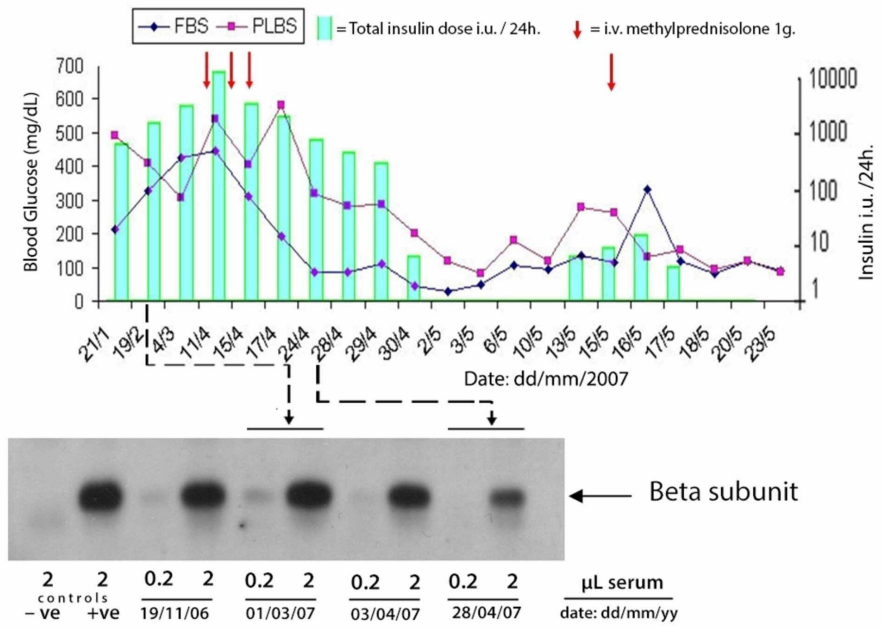 FBS PLBS = Total insulin dose i.u. / 24h. = i.v. methylprednisolone 1g.
Blood Glucose (mg/dL)
700
600
500
400
300
200
100
0
10000
1000
100
10
1
Insulin i.u. /24h.
21/1 19/2 4/3 11/4 15/4 17/4 24/4 28/4 29/4 30/4 2/5 3/5 6/5 10/5 13/5 15/5 16/5 17/5 18/5 20/5 23/5
Date: dd/mm/2007
Beta subunit
2 2 0.2 2 0.2 2 0.2 2 0.2 2 µL serum
controls
– ve +ve 19/11/06 01/03/07 03/04/07 28/04/07 date: dd/mm/yy